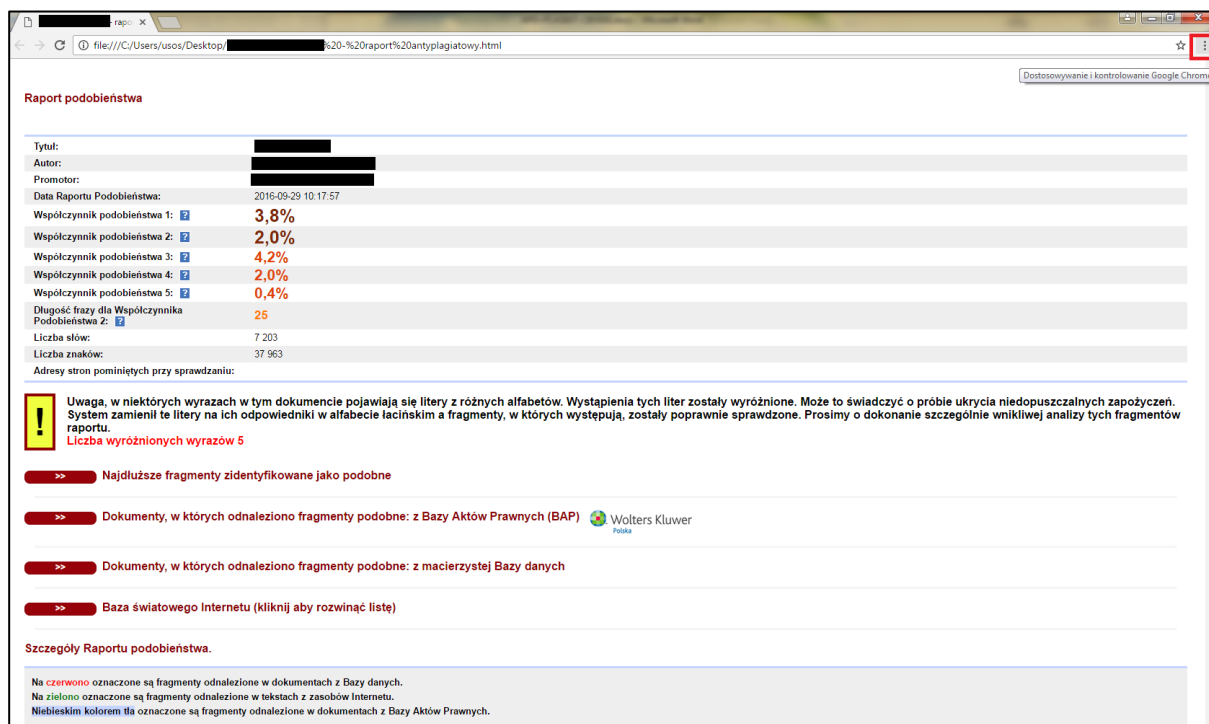 rapo
file:///C:/Users/usos/Desktop/ %20-%20raport%20antyplagiatowy.html
Dostosowywanie i kontrolowanie Google Chrome
Raport podobieństwa
Tytuł:
Autor:
Promotor:
Data Raportu Podobieństwa: 2016-09-29 10:17:57
Współczynnik podobieństwa 1: ? 3,8%
Współczynnik podobieństwa 2: ? 2,0%
Współczynnik podobieństwa 3: ? 4,2%
Współczynnik podobieństwa 4: ? 2,0%
Współczynnik podobieństwa 5: ? 0,4%
Długość frazy dla Współczynnika
Podobieństwa 2: ? 25
Liczba słów: 7 203
Liczba znaków: 37 963
Adresy stron pominiętych przy sprawdzaniu:
! Uwaga, w niektórych wyrazach w tym dokumencie pojawiają się litery z różnych alfabetów. Wystąpienia tych liter zostały wyróżnione. Może to świadczyć o próbie ukrycia niedopuszczalnych zapożyczeń.
System zamienił te litery na ich odpowiedniki w alfabecie łacińskim a fragmenty, w których występują, zostały poprawnie sprawdzone. Prosimy o dokonanie szczególnie wnikliwej analizy tych fragmentów
raportu.
Liczba wyróżnionych wyrazów 5
>> Najdłuższe fragmenty zidentyfikowane jako podobne
>> Dokumenty, w których odnaleziono fragmenty podobne: z Bazy Aktów Prawnych (BAP) Wolters Kluwer
Polska
>> Dokumenty, w których odnaleziono fragmenty podobne: z macierzystej Bazy danych
>> Baza światowego Internetu (kliknij aby rozwinąć listę)
Szczegóły Raportu podobieństwa.
Na czerwono oznaczone są fragmenty odnalezione w dokumentach z Bazy danych.
Na zielono oznaczone są fragmenty odnalezione w tekstach z zasobów Internetu.
Niebieskim kolorem tła oznaczone są fragmenty odnalezione w dokumentach z Bazy Aktów Prawnych.